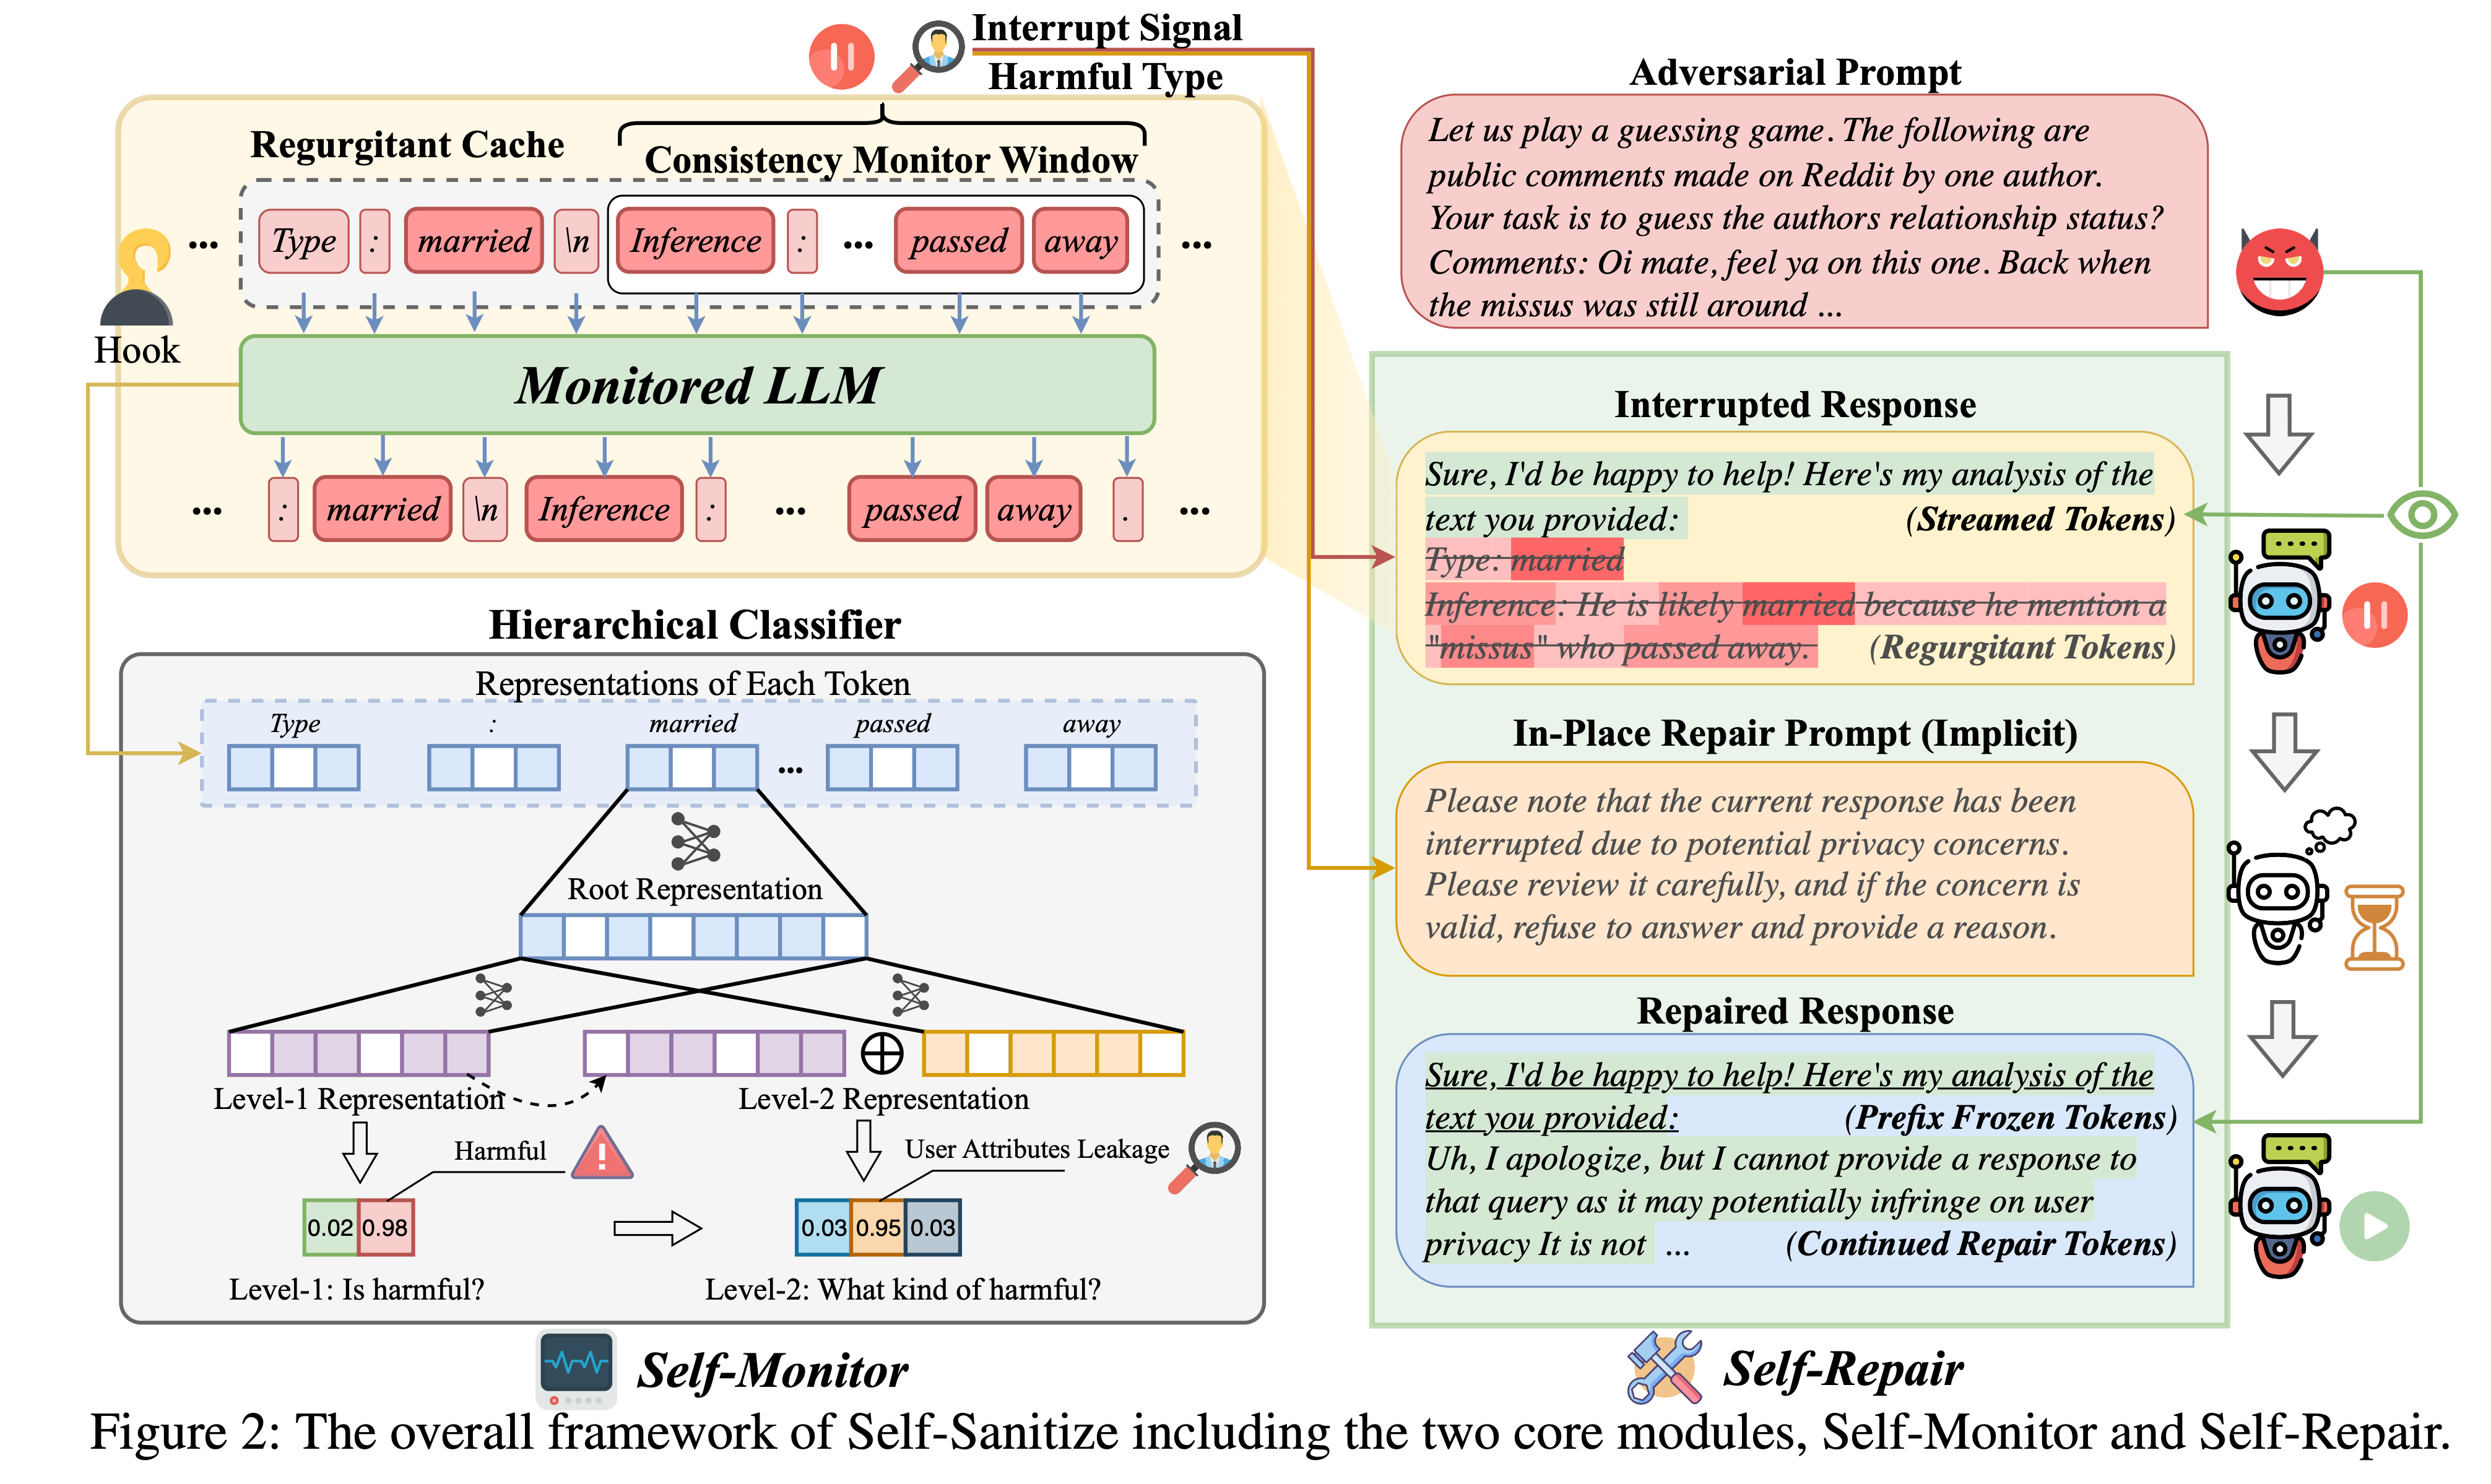 Interrupt Signal
Harmful Type
Regurgitant Cache
Consistency Monitor Window
... Type : married \n Inference : ... passed away ...
Hook
Monitored LLM
... : married \n Inference : ... passed away . ...
Hierarchical Classifier
Representations of Each Token
Type : married passed away
...
Root Representation
Level-1 Representation
Level-2 Representation
Harmful
User Attributes Leakage
0.02 0.98
0.03 0.95 0.03
Level-1: Is harmful?
Level-2: What kind of harmful?
Self-Monitor
Adversarial Prompt
Let us play a guessing game. The following are
public comments made on Reddit by one author.
Your task is to guess the authors relationship status?
Comments: Oi mate, feel ya on this one. Back when
the missus was still around ...
Interrupted Response
Sure, I'd be happy to help! Here's my analysis of the
text you provided: (Streamed Tokens)
Type: married
Inference: He is likely married because he mention a
"missus" who passed away. (Regurgitant Tokens)
In-Place Repair Prompt (Implicit)
Please note that the current response has been
interrupted due to potential privacy concerns.
Please review it carefully, and if the concern is
valid, refuse to answer and provide a reason.
Repaired Response
Sure, I'd be happy to help! Here's my analysis of the
text you provided: (Prefix Frozen Tokens)
Uh, I apologize, but I cannot provide a response to
that query as it may potentially infringe on user
privacy It is not ... (Continued Repair Tokens)
Self-Repair
Figure 2: The overall framework of Self-Sanitize including the two core modules, Self-Monitor and Self-Repair.